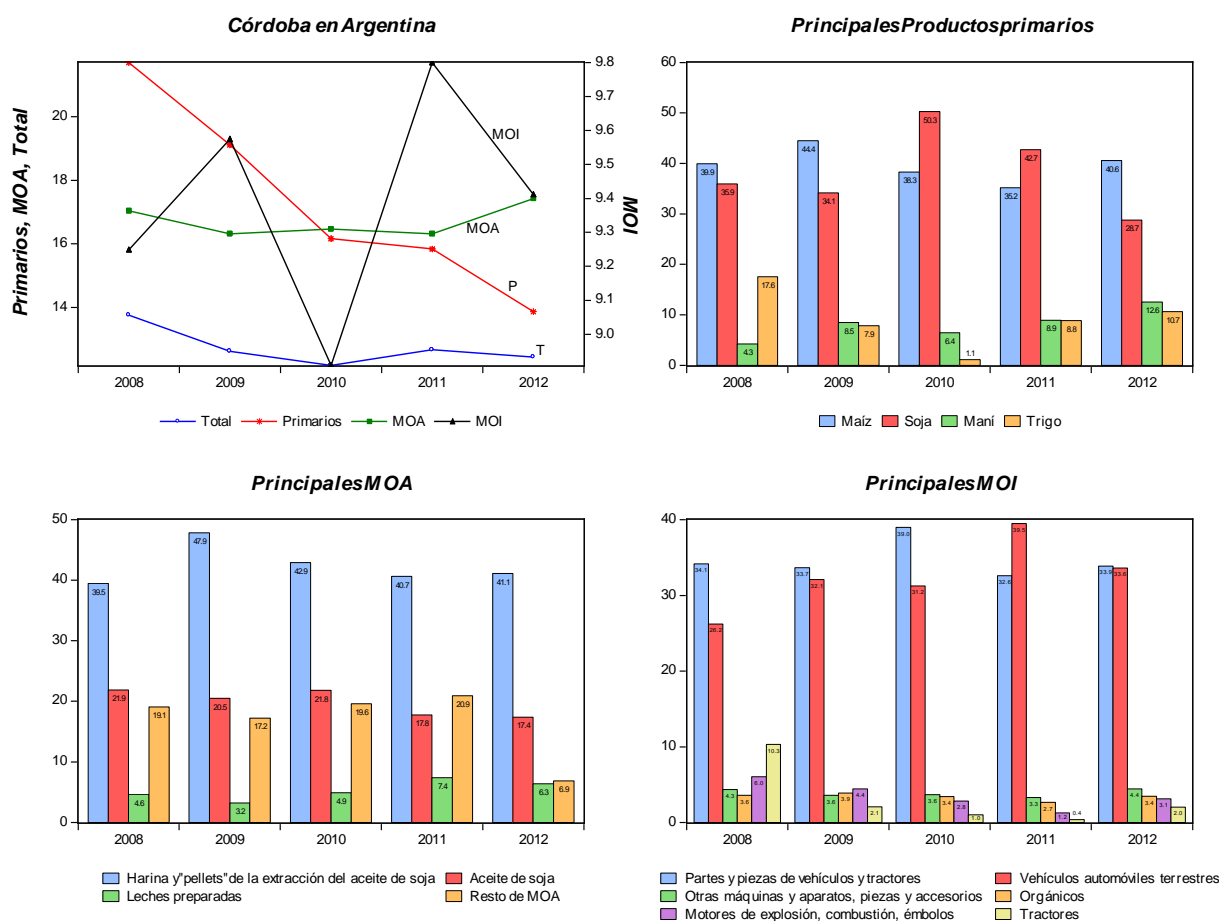 Córdoba en Argentina
Primarios, MOA, Total
20
18
16
14
9.8
9.7
9.6
9.5
9.4
9.3
9.2
9.1
9.0
MOI
MOI
MOA
P
T
2008 2009 2010 2011 2012
Total Primarios MOA MOI
PrincipalesProductosprimarios
60
50
40
30
20
10
0
39.9 35.9 4.3 17.6
44.4 34.1 8.5 7.9
38.3 50.3 6.4 1.1
35.2 42.7 8.9 8.8
40.6 28.7 12.6 10.7
2008 2009 2010 2011 2012
Maíz Soja Maní Trigo
PrincipalesMOA
50
40
30
20
10
0
39.5 21.9 4.6 19.1
47.9 20.5 3.2 17.2
42.9 21.8 4.9 19.6
40.7 17.8 7.4 20.9
41.1 17.4 6.3 6.9
2008 2009 2010 2011 2012
Harina y"pellets"de la extracción del aceite de soja Aceite de soja
Leches preparadas Resto de MOA
PrincipalesMOI
40
30
20
10
0
34.1 26.2 4.3 3.6 6.0 10.3
33.7 32.1 3.6 3.9 4.4 2.1
39.0 31.2 3.6 3.4 2.8 1.0
32.6 39.5 3.3 2.7 1.2 0.4
33.9 33.6 4.4 3.4 3.1 2.0
2008 2009 2010 2011 2012
Partes y piezas de vehículos y tractores Vehículos automóviles terrestres
Otras máquinas y aparatos, piezas y accesorios Orgánicos
Motores de explosión, combustión, émbolos Tractores